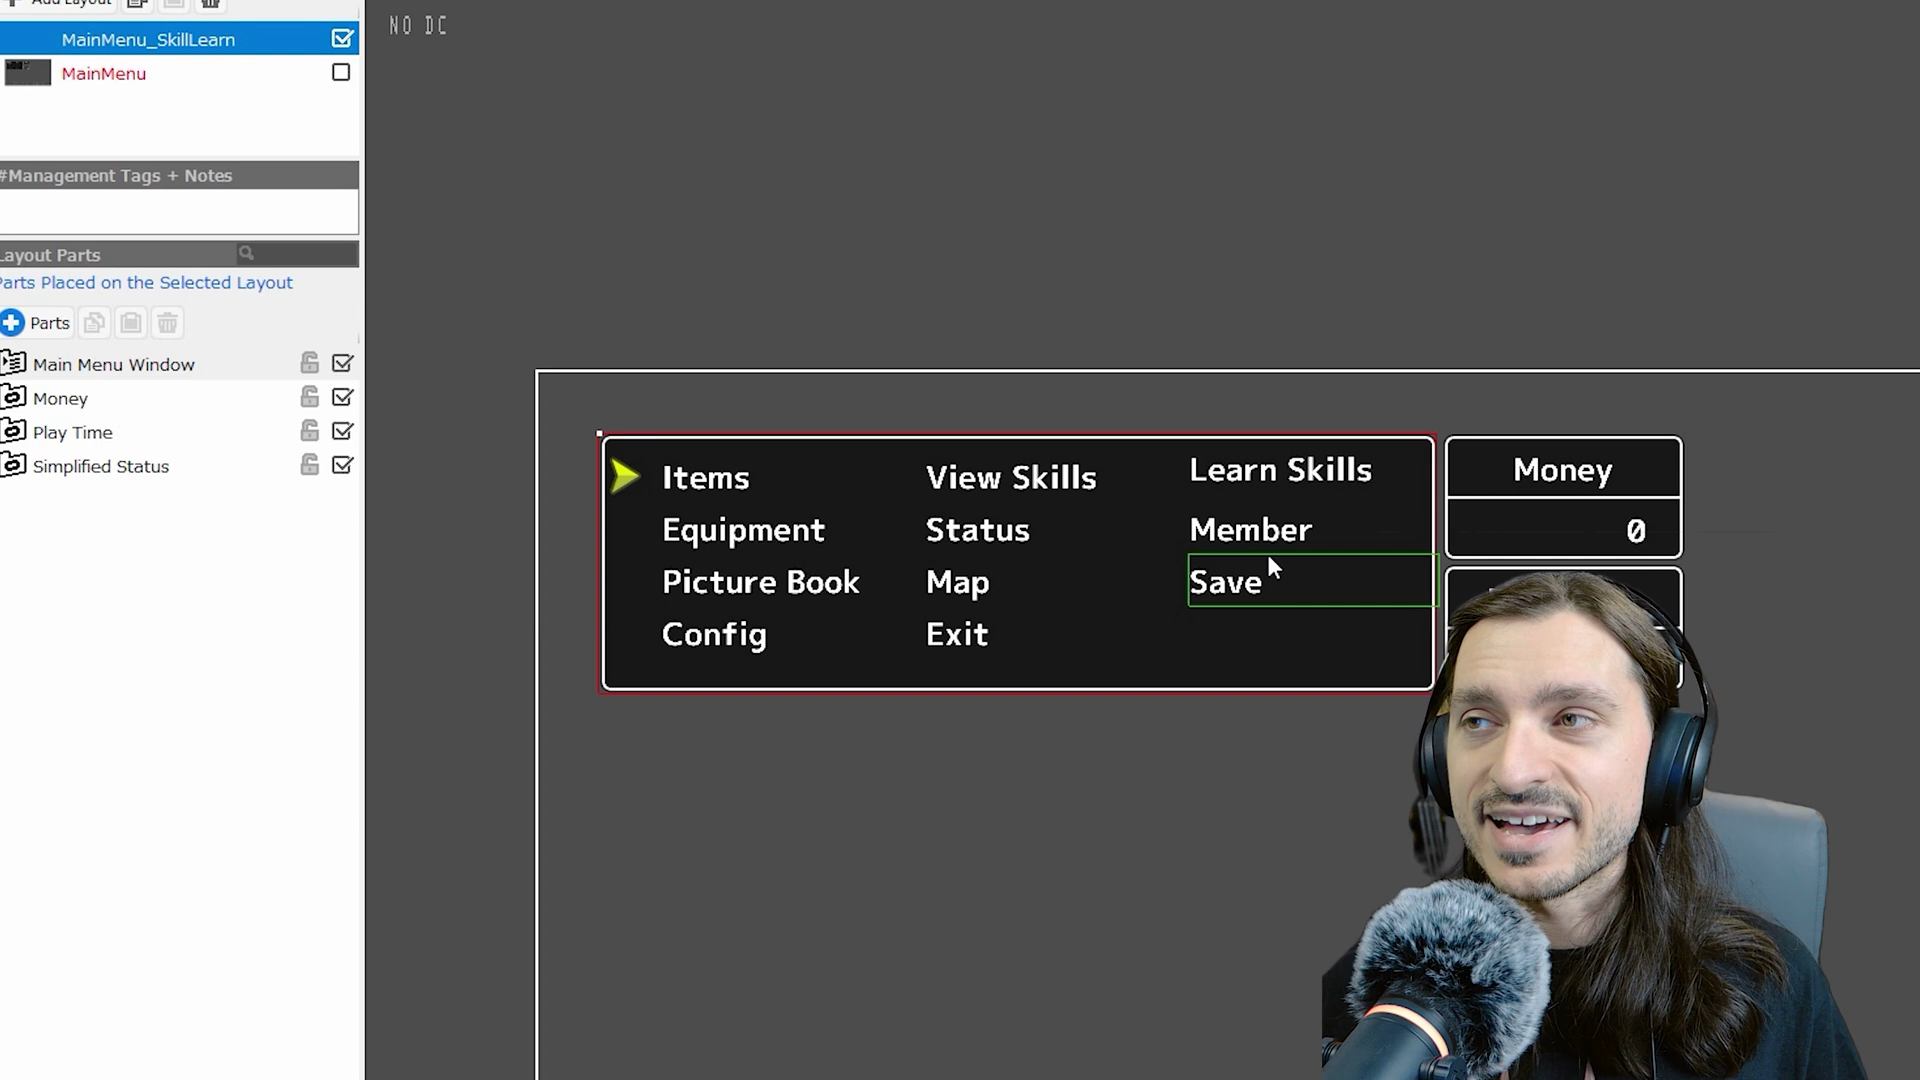 Add Layout
MainMenu_SkillLearn
MainMenu
#Management Tags + Notes
Layout Parts
Parts Placed on the Selected Layout
Parts
Main Menu Window
Money
Play Time
Simplified Status
NO DC
Items View Skills Learn Skills
Equipment Status Member
Picture Book Map Save
Config Exit
Money
0